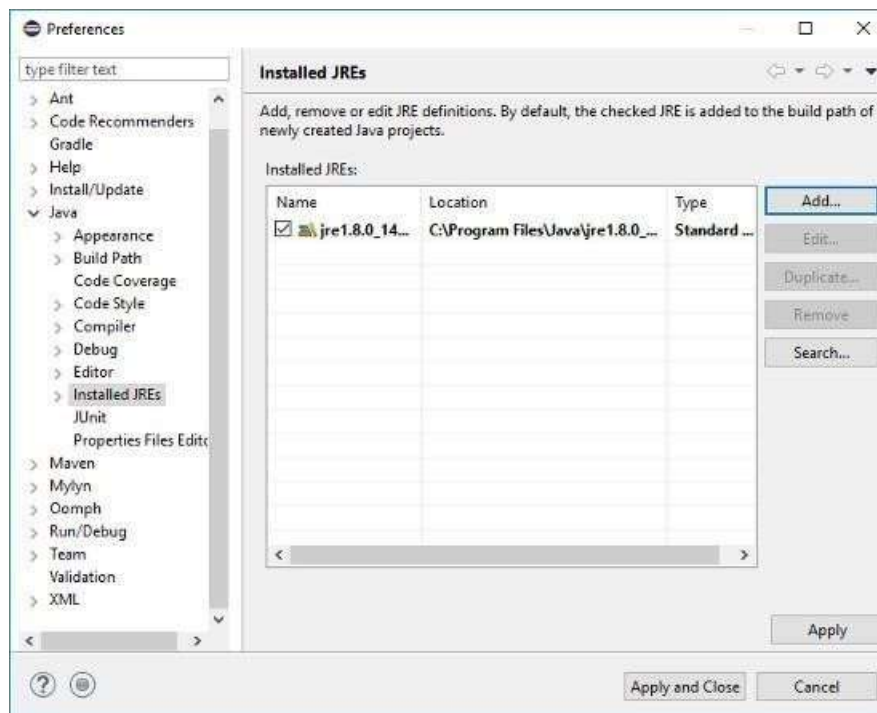 Preferences
type filter text
Ant
Code Recommenders
Gradle
Help
Install/Update
Java
Appearance
Build Path
Code Coverage
Code Style
Compiler
Debug
Editor
Installed JREs
JUnit
Properties Files Edito
Maven
Mylyn
Oomph
Run/Debug
Team
Validation
XML
Installed JREs
Add, remove or edit JRE definitions. By default, the checked JRE is added to the build path of
newly created Java projects.
Installed JREs:
Name Location Type
jre1.8.0_14... C:\Program Files\Java\jre1.8.0_... Standard ...
Add...
Edit...
Duplicate...
Remove
Search...
Apply
Apply and Close Cancel